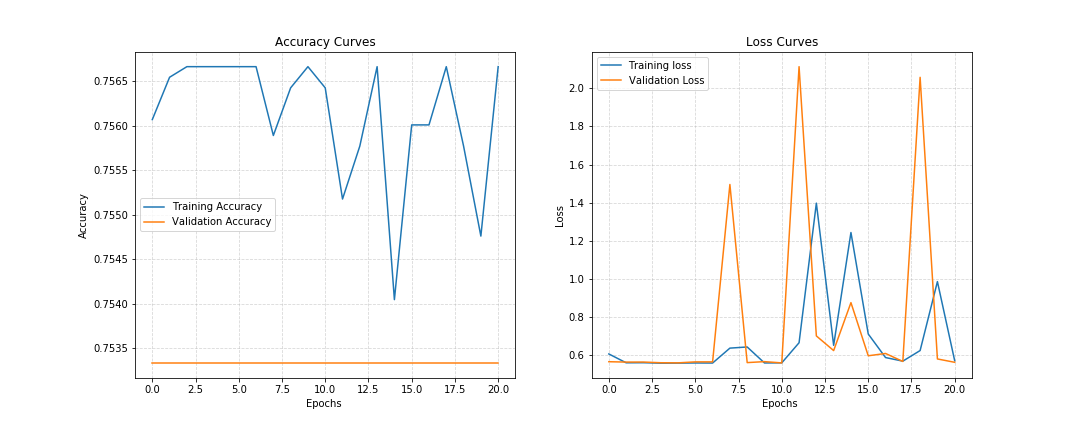 Accuracy Curves
0.7565
0.7560
0.7555
0.7550
0.7545
0.7540
0.7535
Accuracy
Training Accuracy
Validation Accuracy
0.0 2.5 5.0 7.5 10.0 12.5 15.0 17.5 20.0
Epochs
Loss Curves
2.0
1.8
1.6
1.4
1.2
1.0
0.8
0.6
Loss
Training loss
Validation Loss
0.0 2.5 5.0 7.5 10.0 12.5 15.0 17.5 20.0
Epochs